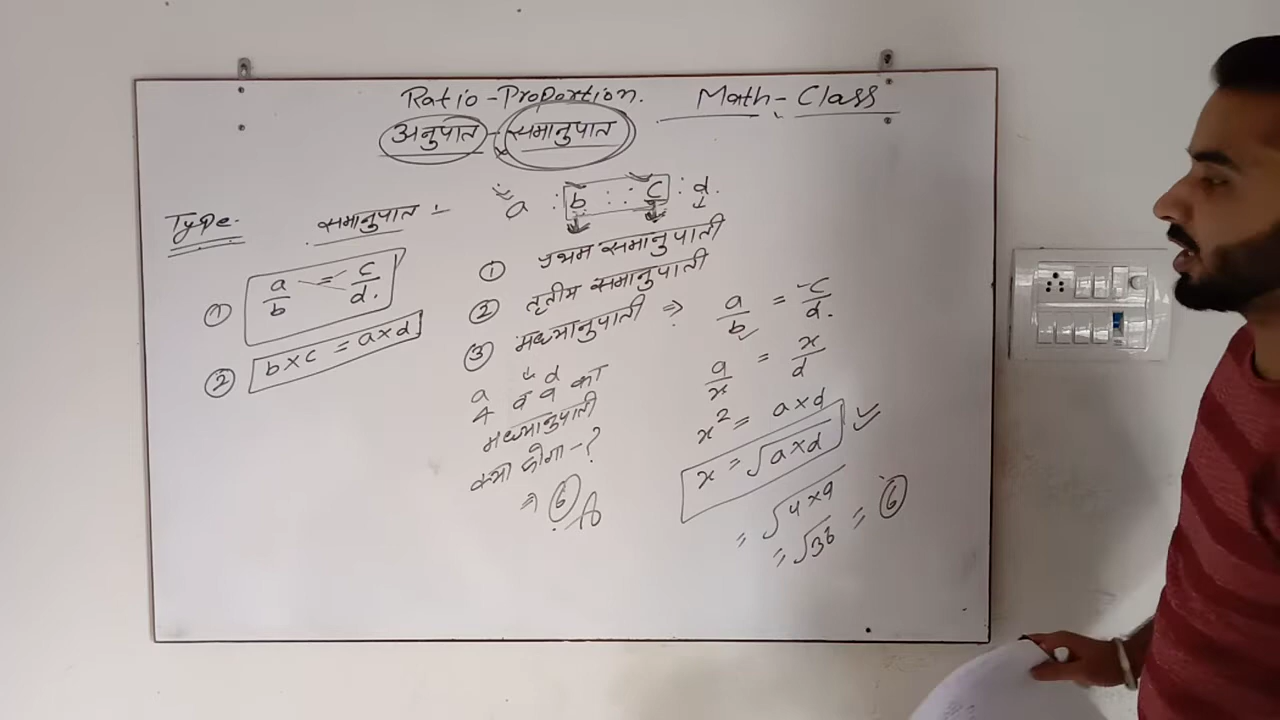 Ratio-Proportion.
Math-Class
अनुपात - समानुपात
Type.
समानुपात :-
a : b : : c : d.
① a/b = c/d.
② b×c = a×d
① प्रथम समानुपाती
② तृतीय समानुपाती
③ मध्यानुपाती ⇒
a d
4 व 9 का
मध्यानुपाती
क्या होगा - ?
⇒ ⑥
a/b = c/d.
a/x = x/d
x² = a×d
x = √a×d
= √4×9
= √36 = ⑥